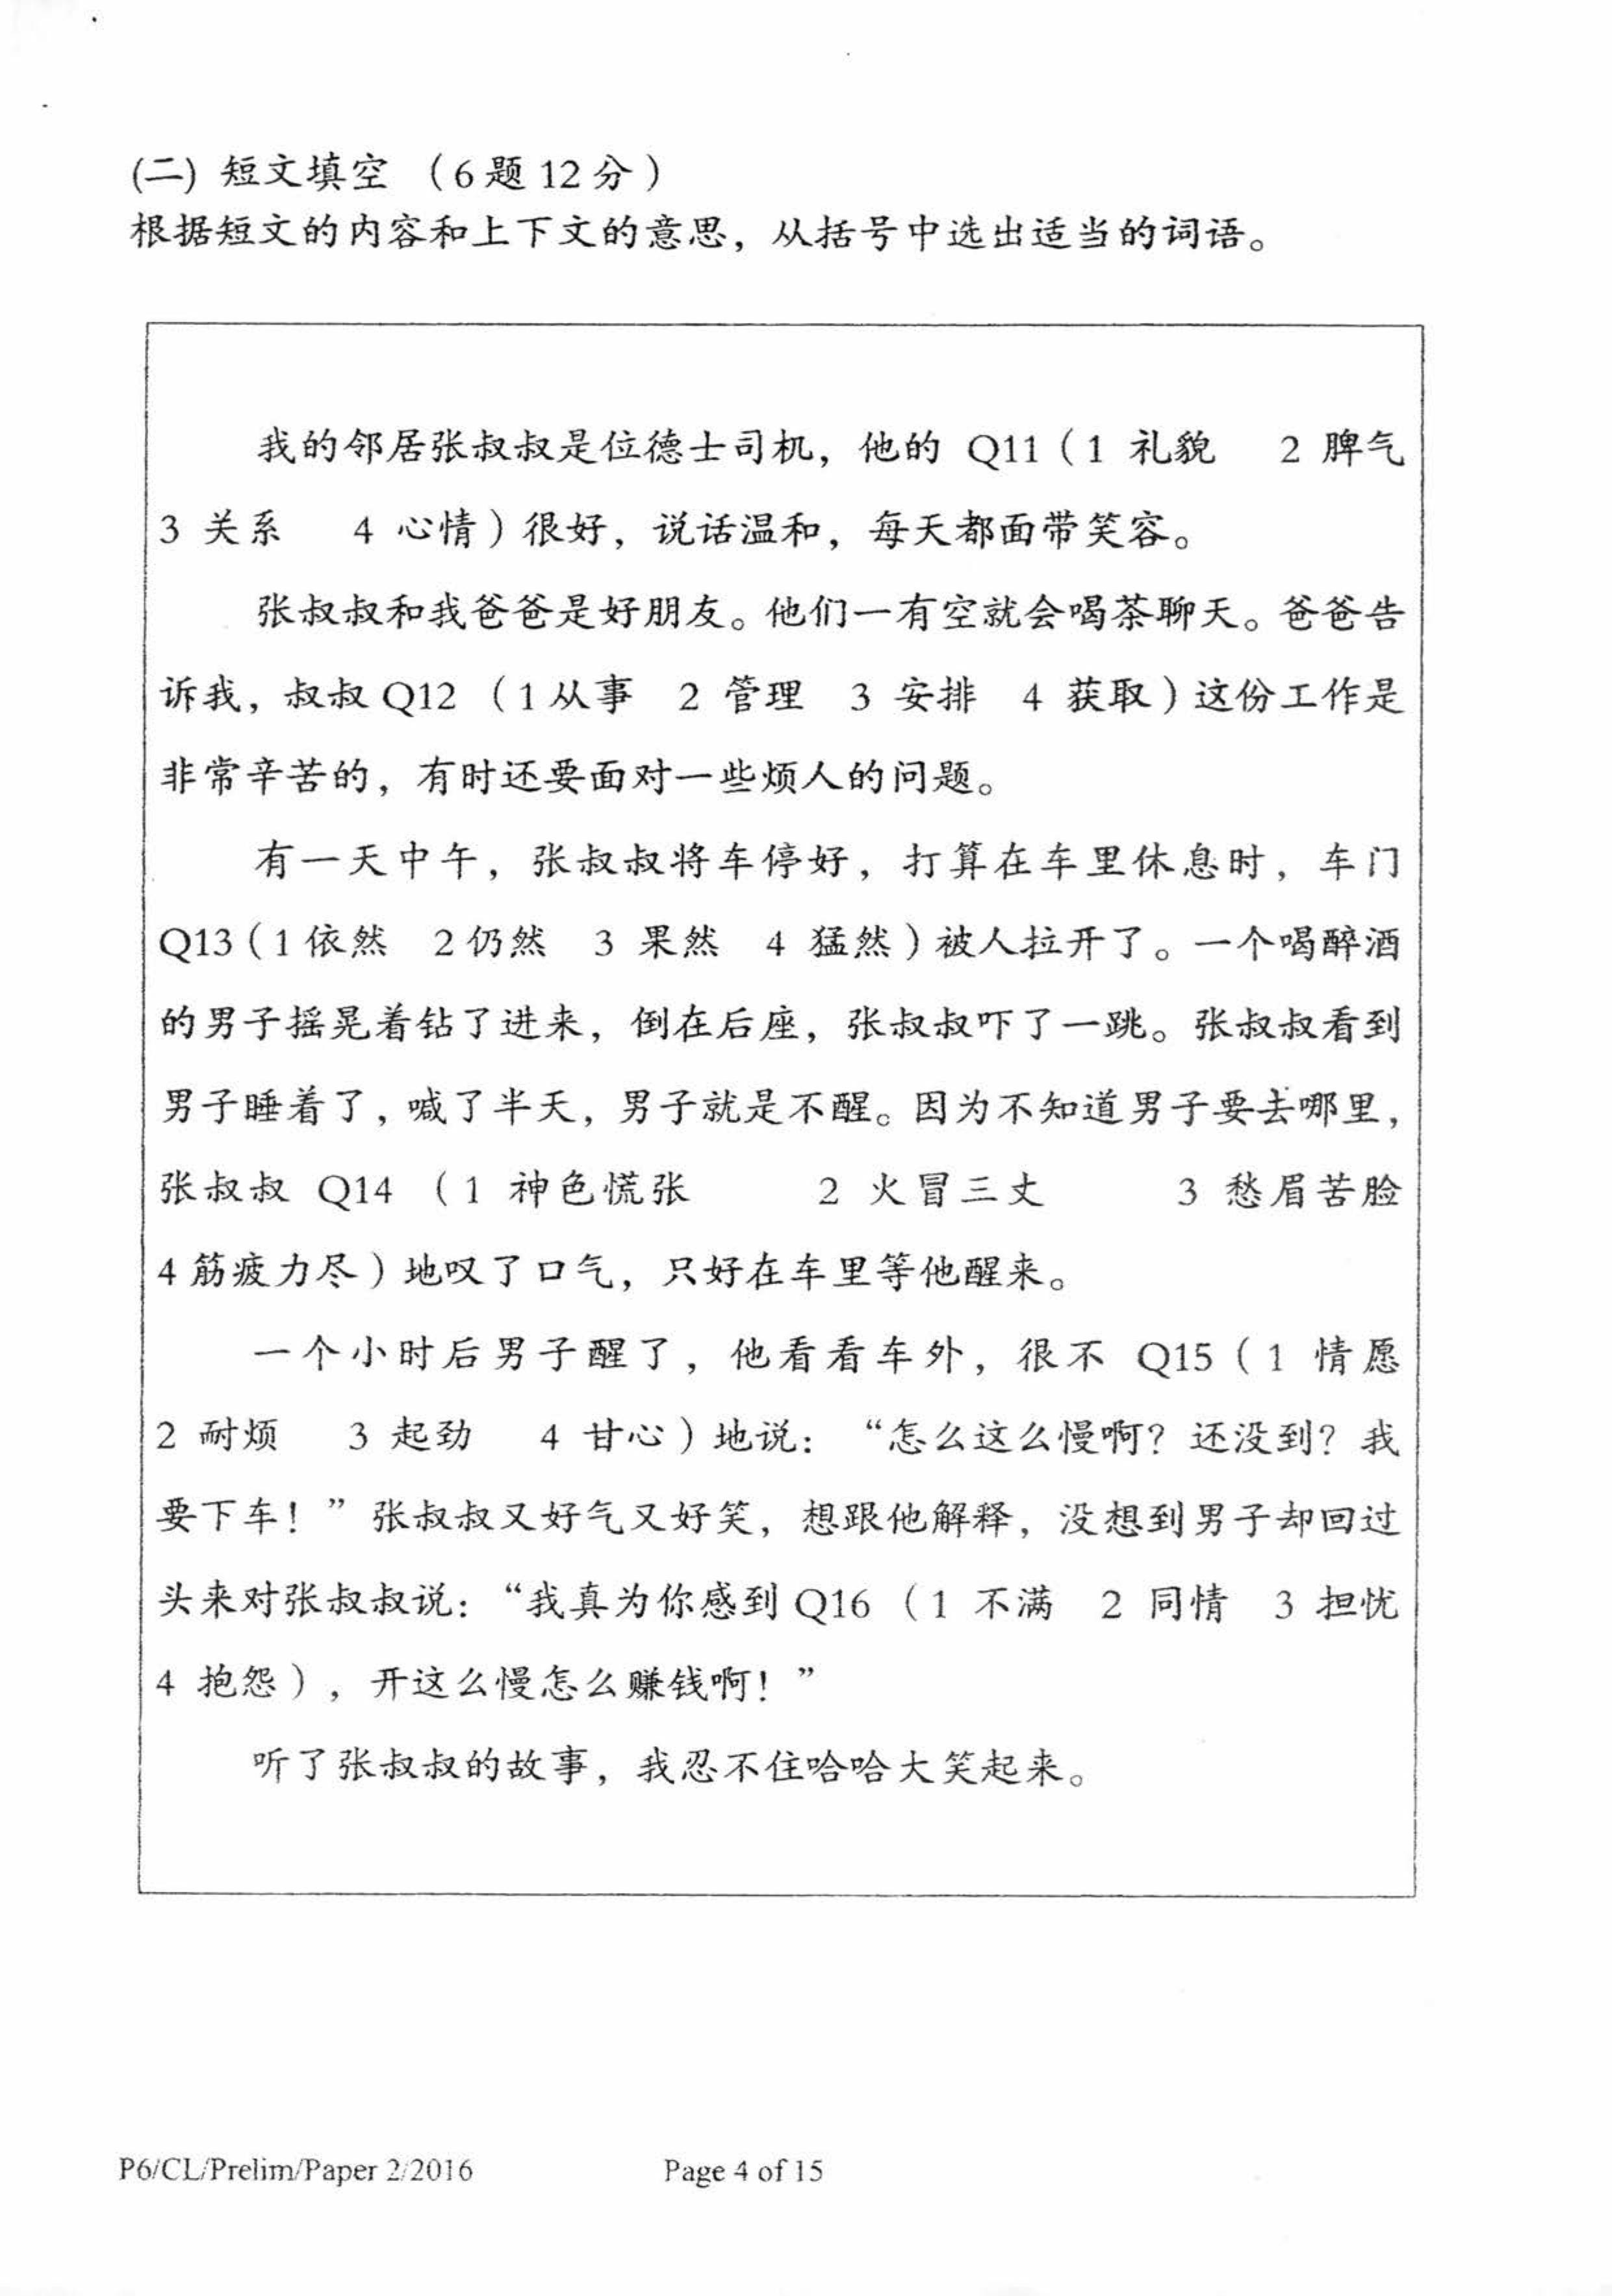 (二) 短文填空 （6题 12分）
根据短文的内容和上下文的意思，从括号中选出适当的词语。
我的邻居张叔叔是位德士司机，他的 Q11（1 礼貌 2 脾气
3 关系 4 心情）很好，说话温和，每天都面带笑容。
张叔叔和我爸爸是好朋友。他们一有空就会喝茶聊天。爸爸告
诉我，叔叔 Q12 （1从事 2 管理 3 安排 4 获取）这份工作是
非常辛苦的，有时还要面对一些烦人的问题。
有一天中午，张叔叔将车停好，打算在车里休息时，车门
Q13（1依然 2仍然 3 果然 4 猛然）被人拉开了。一个喝醉酒
的男子摇晃着钻了进来，倒在后座，张叔叔吓了一跳。张叔叔看到
男子睡着了，喊了半天，男子就是不醒。因为不知道男子要去哪里，
张叔叔 Q14 （1 神色慌张 2 火冒三丈 3 愁眉苦脸
4 筋疲力尽）地叹了口气，只好在车里等他醒来。
一个小时后男子醒了，他看看车外，很不 Q15（1 情愿
2 耐烦 3 起劲 4 甘心）地说：“怎么这么慢啊？还没到？我
要下车！”张叔叔又好气又好笑，想跟他解释，没想到男子却回过
头来对张叔叔说：“我真为你感到 Q16 （1 不满 2 同情 3 担忧
4 抱怨），开这么慢怎么赚钱啊！”
听了张叔叔的故事，我忍不住哈哈大笑起来。
P6/CL/Prelim/Paper 2/2016 Page 4 of 15